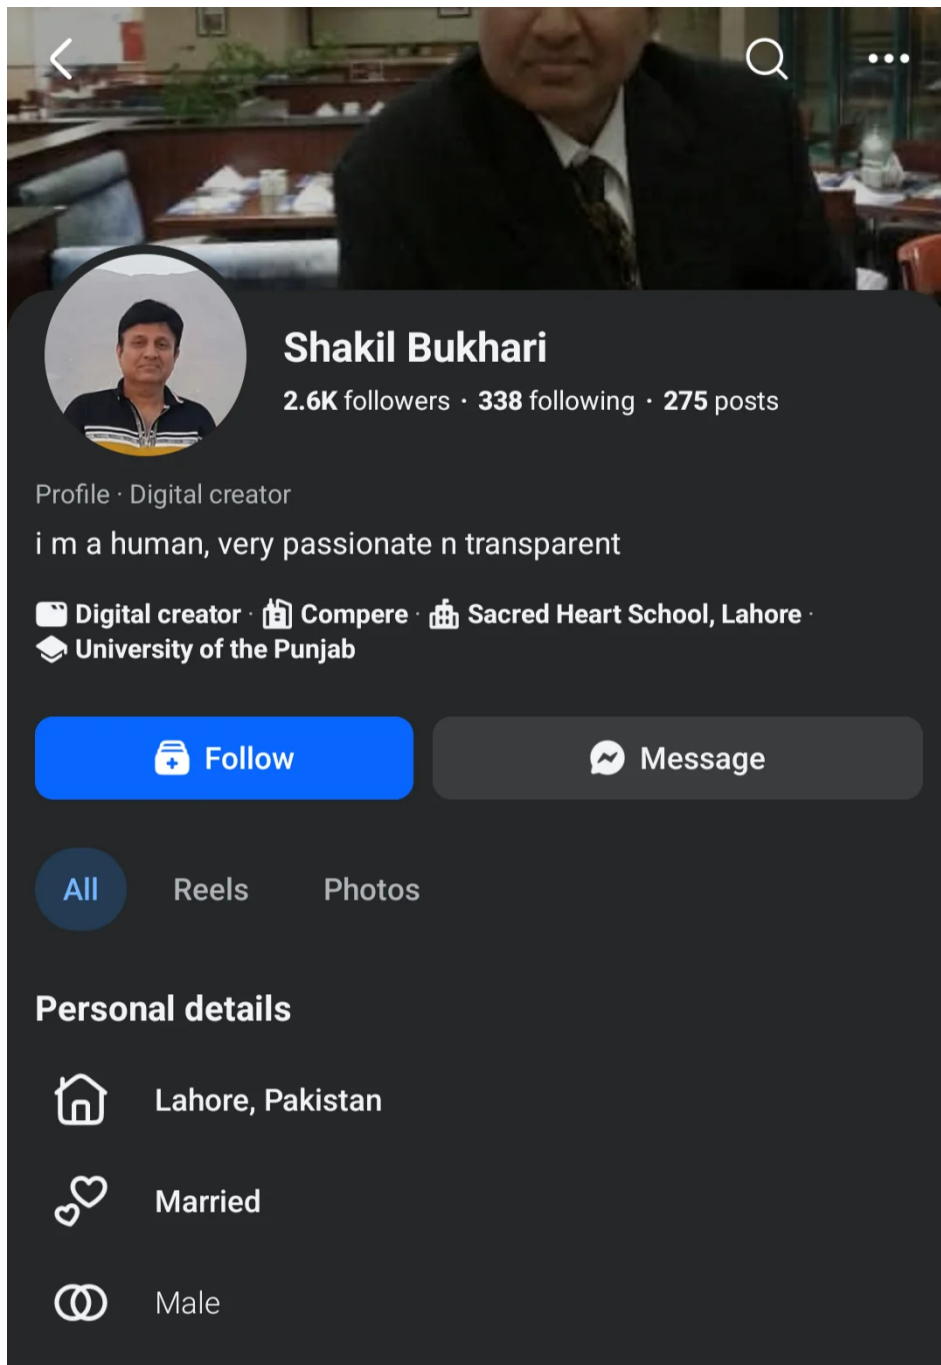 Shakil Bukhari
2.6K followers · 338 following · 275 posts
Profile · Digital creator
i m a human, very passionate n transparent
Digital creator · Compere · Sacred Heart School, Lahore ·
University of the Punjab
Follow
Message
All
Reels
Photos
Personal details
Lahore, Pakistan
Married
Male